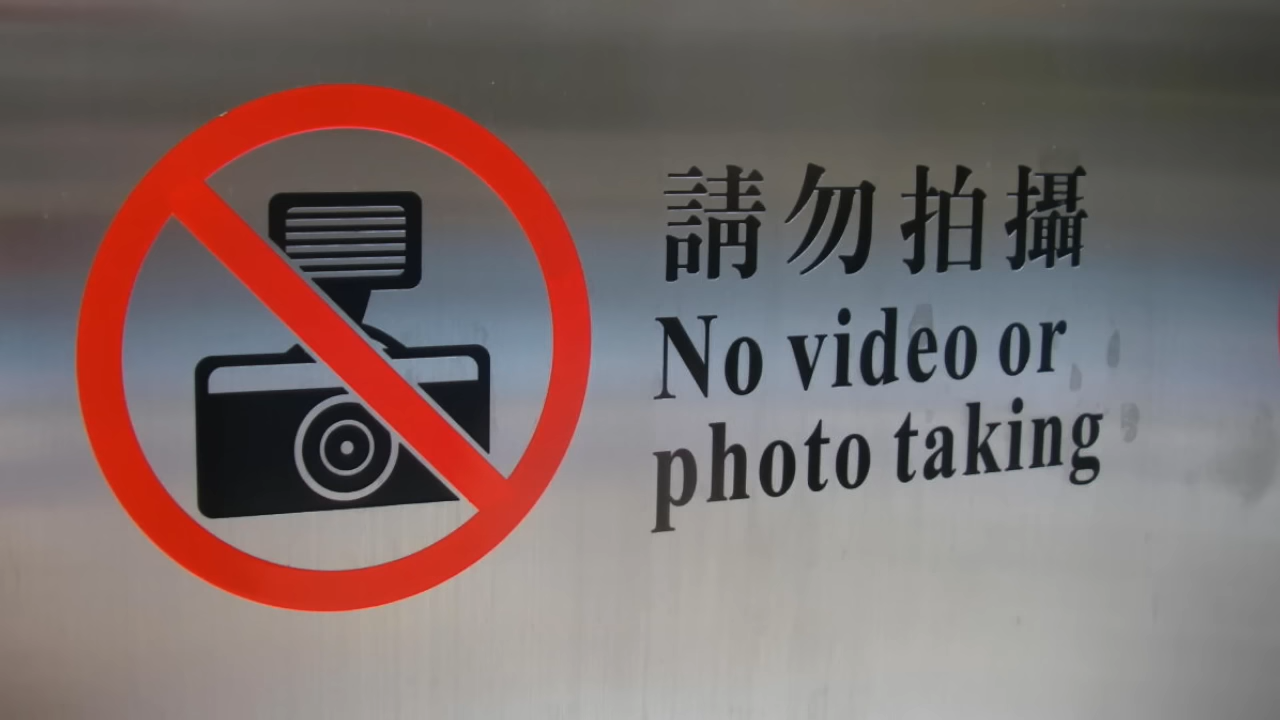 請勿拍攝
No video or
photo taking